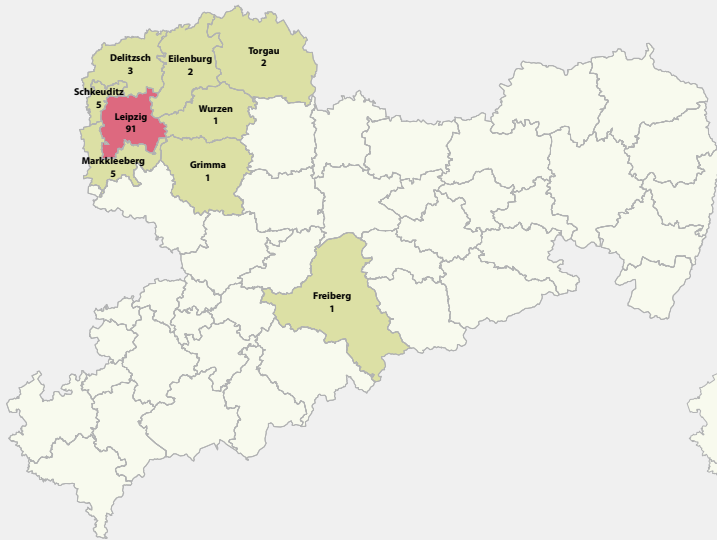 Delitzsch
3
Eilenburg
2
Torgau
2
Schkeuditz
5
Leipzig
91
Wurzen
1
Markkleeberg
5
Grimma
1
Freiberg
1